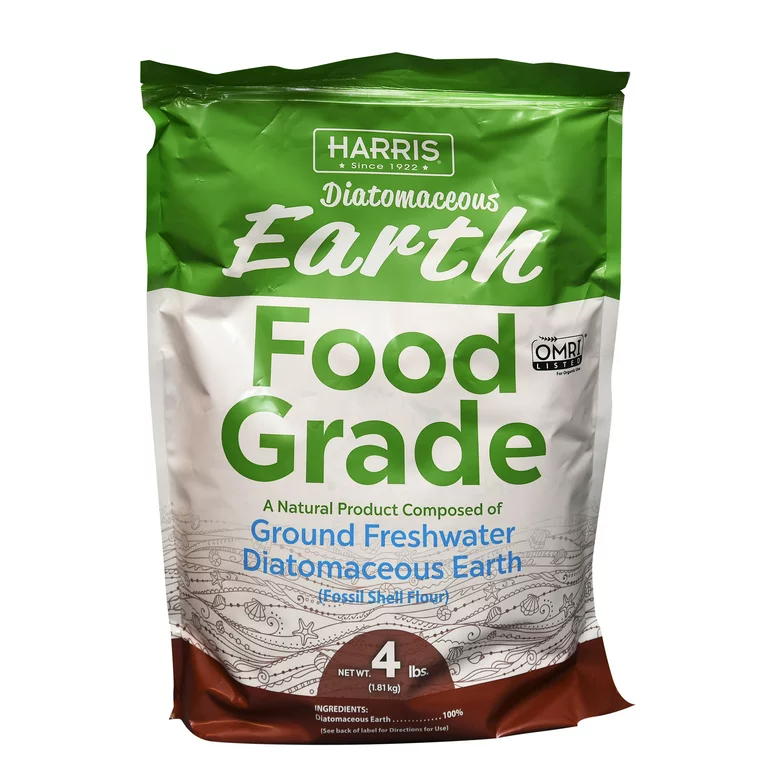 HARRIS®
★ Since 1922 ★
Diatomaceous
Earth
Food
Grade
OMRI®
LISTED
For Organic Use
A Natural Product Composed of
Ground Freshwater
Diatomaceous Earth
(Fossil Shell Flour)
NET WT. 4 lbs.
(1.81 kg)
INGREDIENTS:
Diatomaceous Earth ............ 100%
(See back of label for Directions for Use)